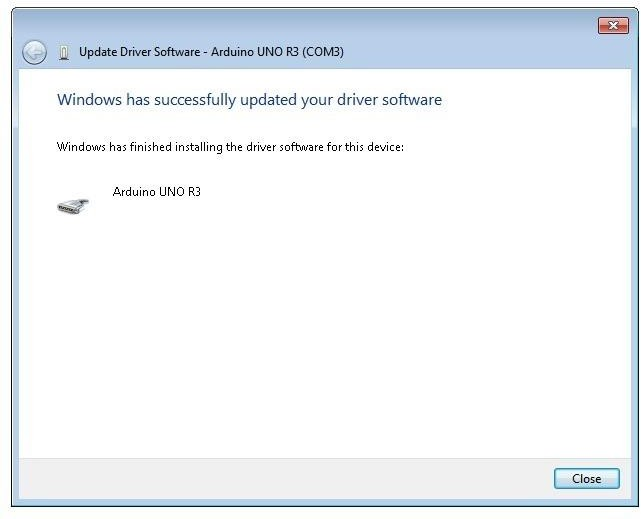 Update Driver Software - Arduino UNO R3 (COM3)
Windows has successfully updated your driver software
Windows has finished installing the driver software for this device:
Arduino UNO R3
Close